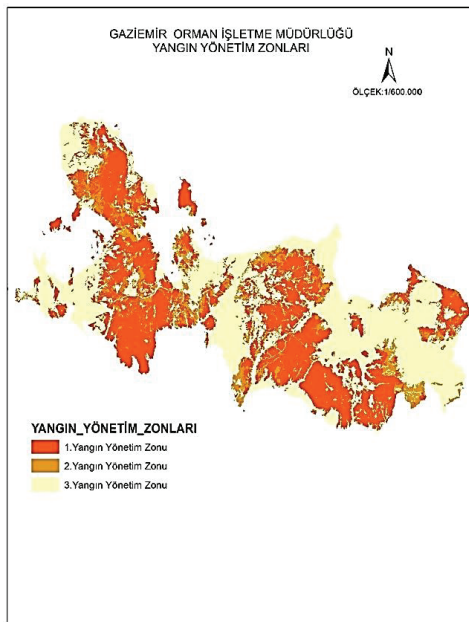 GAZİEMİR ORMAN İŞLETME MÜDÜRLÜĞÜ
YANGIN YÖNETİM ZONLARI
N
ÖLÇEK:1/600.000
YANGIN_YÖNETİM_ZONLARI
1.Yangın Yönetim Zonu
2.Yangın Yönetim Zonu
3.Yangın Yönetim Zonu